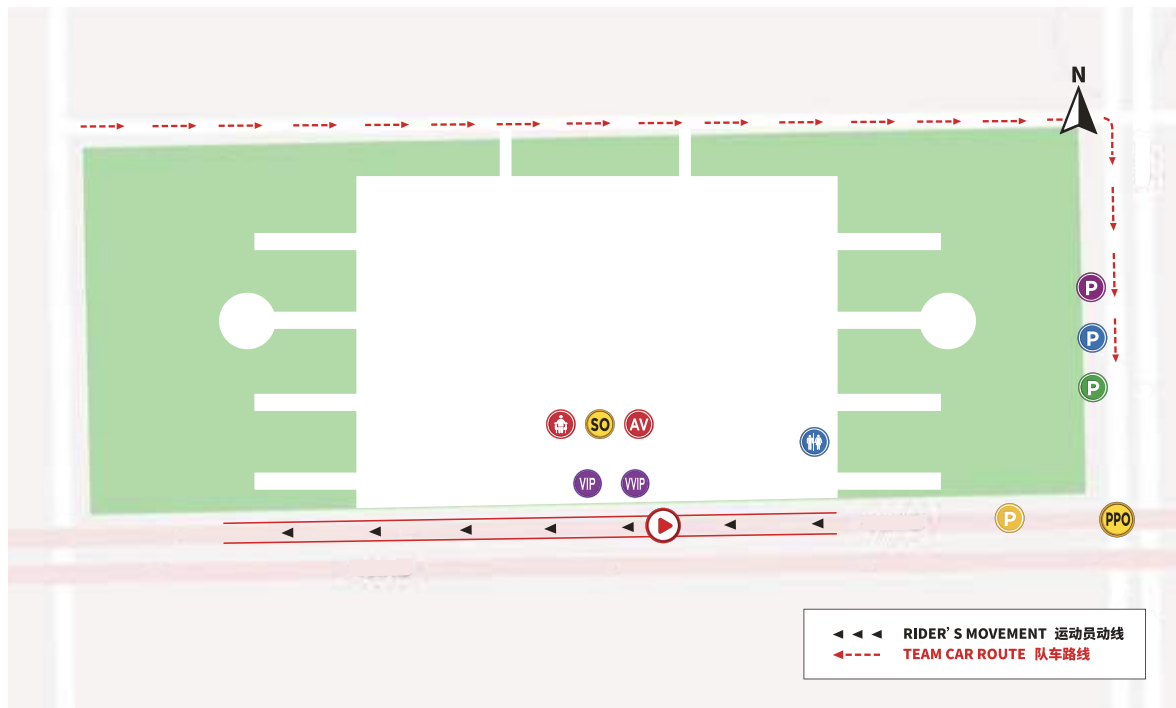 N
P
P
P
SO
AV
VIP
VVIP
P
PPO
RIDER'S MOVEMENT 运动员动线
TEAM CAR ROUTE 队车路线